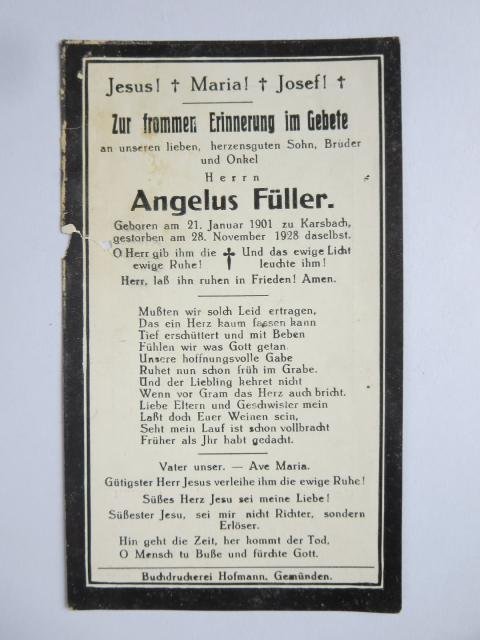 Jesus! † Maria! † Josef! †
Zur frommen Erinnerung im Gebete
an unseren lieben, herzensguten Sohn, Bruder
und Onkel
Herrn
Angelus Füller.
Geboren am 21. Januar 1901 zu Karsbach,
gestorben am 28. November 1928 daselbst.
O Herr gib ihm die † Und das ewige Licht
ewige Ruhe! leuchte ihm!
Herr, laß ihn ruhen in Frieden! Amen.
Mußten wir solch Leid ertragen,
Das ein Herz kaum fassen kann
Tief erschüttert und mit Beben
Fühlen wir was Gott getan.
Unsere hoffnungsvolle Gabe
Ruhet nun schon früh im Grabe.
Und der Liebling kehret nicht
Wenn vor Gram das Herz auch bricht.
Liebe Eltern und Geschwister mein
Laßt doch Euer Weinen sein,
Seht mein Lauf ist schon vollbracht
Früher als Jhr habt gedacht.
Vater unser. — Ave Maria.
Gütigster Herr Jesus verleihe ihm die ewige Ruhe!
Süßes Herz Jesu sei meine Liebe!
Süßester Jesu, sei mir nicht Richter, sondern
Erlöser.
Hin geht die Zeit, her kommt der Tod,
O Mensch tu Buße und fürchte Gott.
Buchdruckerei Hofmann, Gemünden.